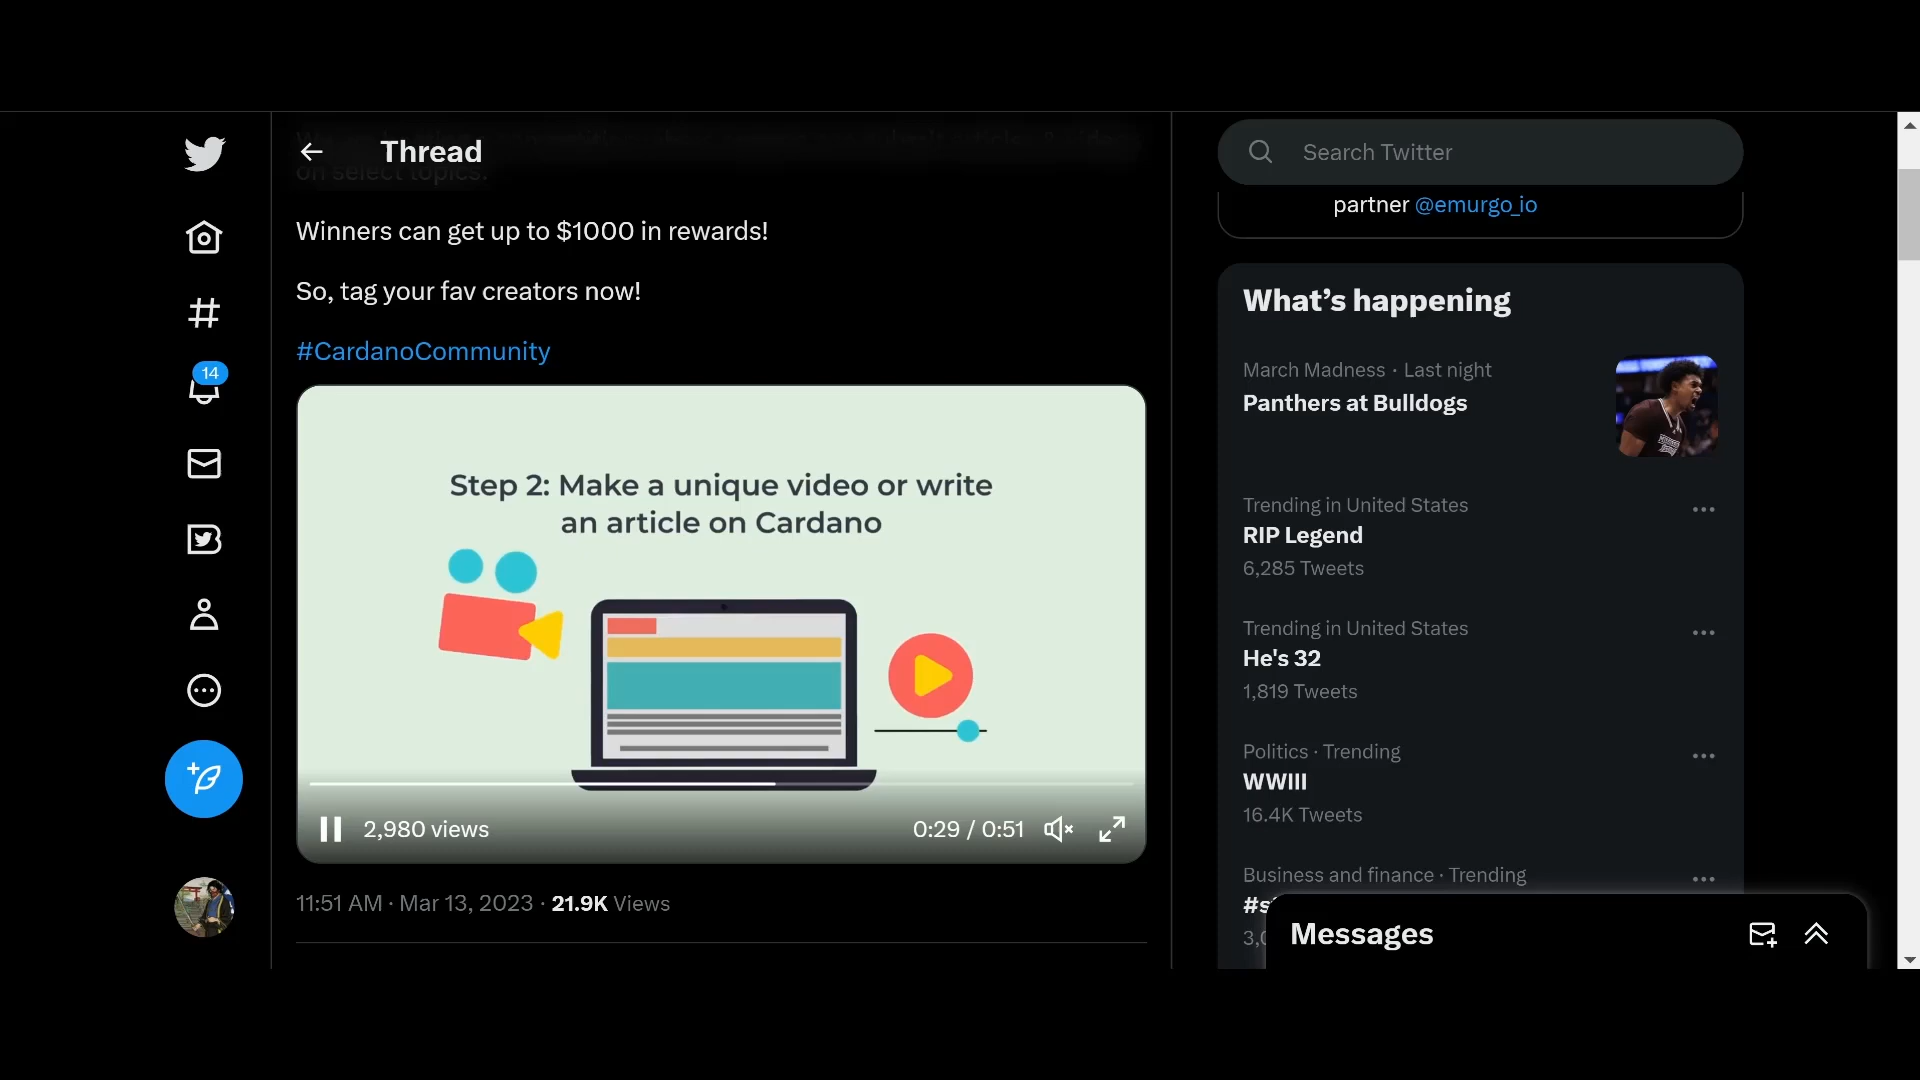 Thread
on select topics.
Winners can get up to $1000 in rewards!
So, tag your fav creators now!
#CardanoCommunity
Step 2: Make a unique video or write
an article on Cardano
2,980 views
0:29 / 0:51
11:51 AM · Mar 13, 2023 · 21.9K Views
14
Search Twitter
partner @emurgo_io
What’s happening
March Madness · Last night
Panthers at Bulldogs
Trending in United States
RIP Legend
6,285 Tweets
Trending in United States
He's 32
1,819 Tweets
Politics · Trending
WWIII
16.4K Tweets
Business and finance · Trending
Messages